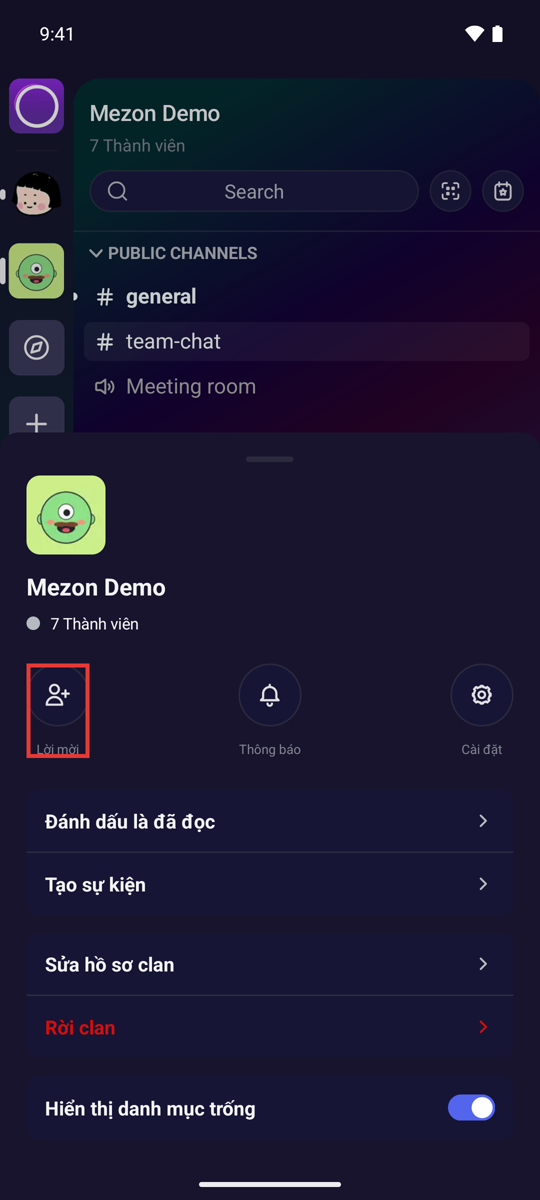 9:41
Mezon Demo
7 Thành viên
Search
PUBLIC CHANNELS
# general
# team-chat
Meeting room
Mezon Demo
7 Thành viên
Lời mời
Thông báo
Cài đặt
Đánh dấu là đã đọc
Tạo sự kiện
Sửa hồ sơ clan
Rời clan
Hiển thị danh mục trống